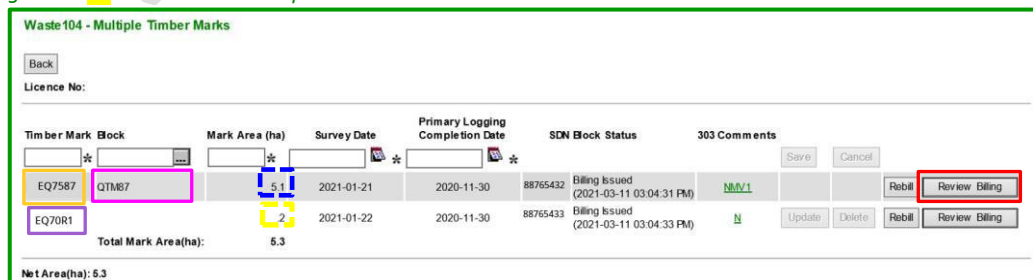 Waste104 - Multiple Timber Marks
Back
Licence No:
Timber Mark Block Mark Area (ha) Survey Date Primary Logging Completion Date SDN Block Status 303 Comments
* ... * * * Save Cancel
EQ7587 QTM87 5.1 2021-01-21 2020-11-30 88765432 Billing Issued (2021-03-11 03:04:31 PM) NMV1 Rebill Review Billing
EQ70R1 .2 2021-01-22 2020-11-30 88765433 Billing Issued (2021-03-11 03:04:33 PM) N Update Delete Rebill Review Billing
Total Mark Area(ha): 5.3
Net Area(ha): 5.3